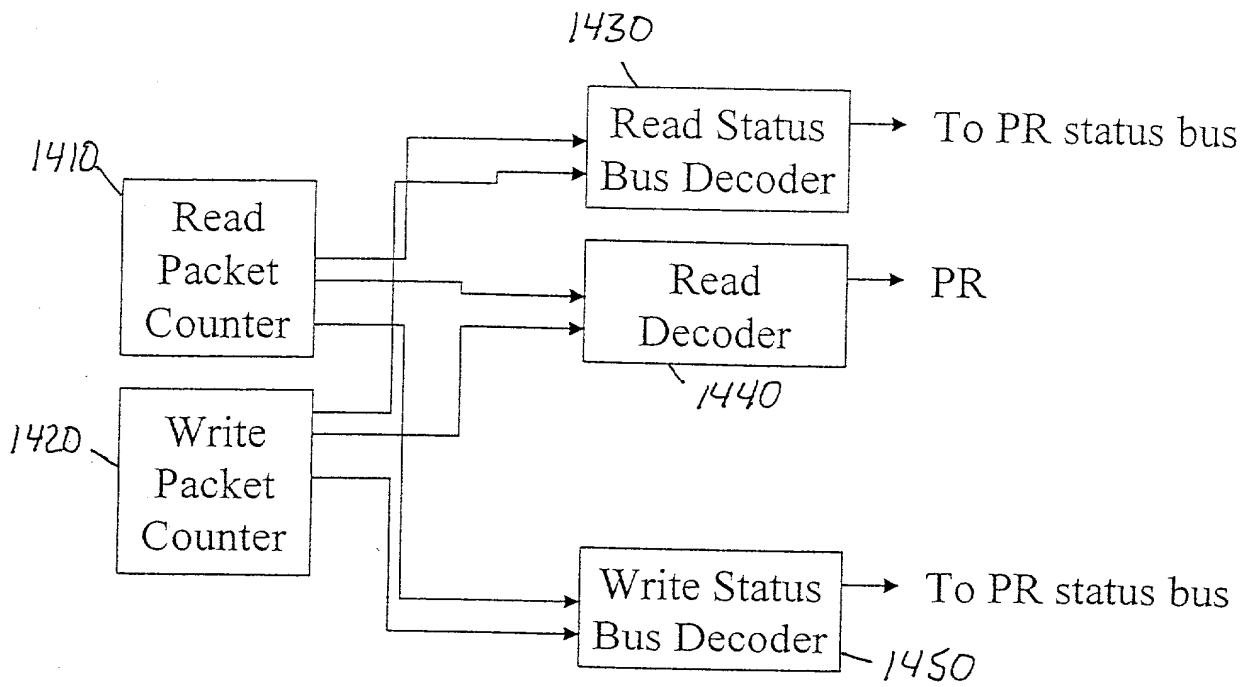 1430
Read Status
Bus Decoder
To PR status bus
1410
Read
Packet
Counter
Read
Decoder
PR
1440
1420
Write
Packet
Counter
Write Status
Bus Decoder
To PR status bus
1450